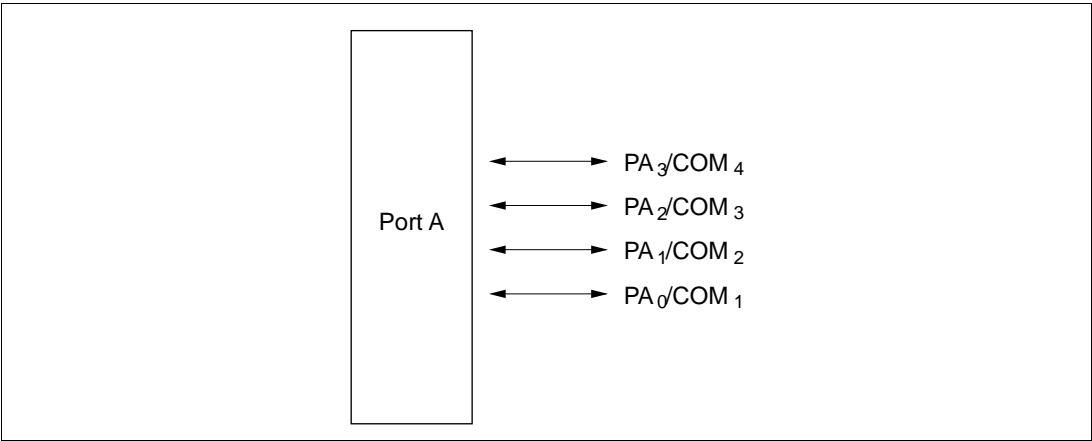 PA₃/COM₄
PA₂/COM₃
Port A
PA₁/COM₂
PA₀/COM₁